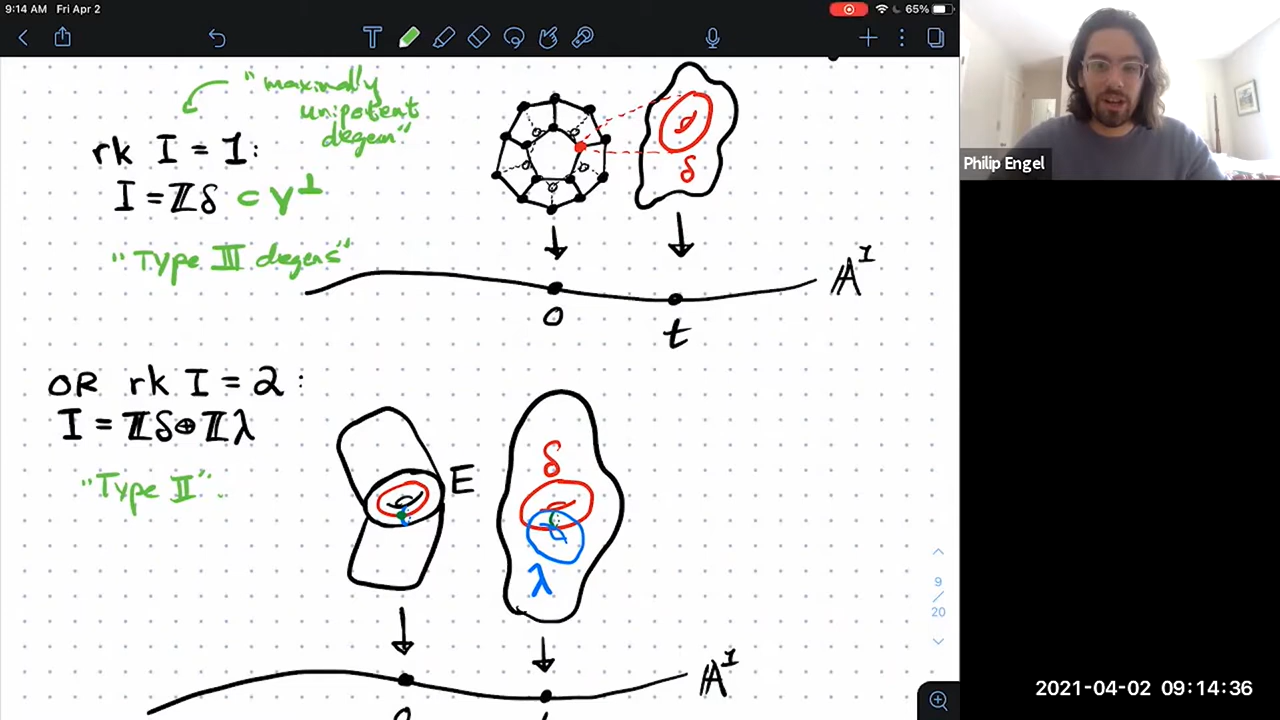 9:14 AM Fri Apr 2
65%
"maximally
unipotent
degen"
rk I = 1:
I = ℤδ ⊂ V⊥
"Type III degens"
δ
𝔸¹
0
t
OR rk I = 2:
I = ℤδ⊕ℤλ
"Type II"
E
δ
λ
𝔸¹
9
/
20
Philip Engel
2021-04-02 09:14:36